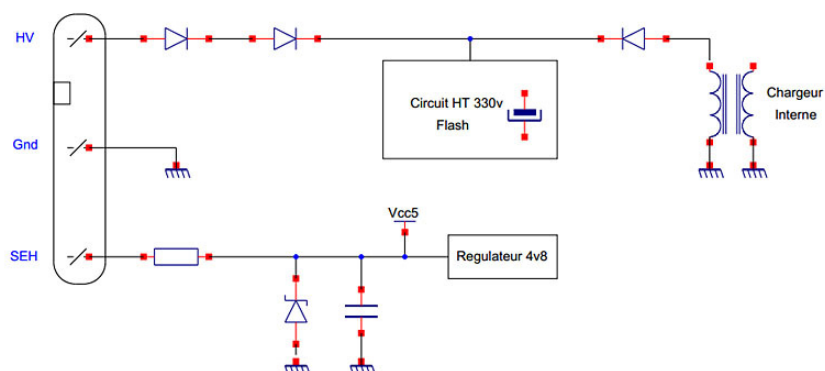 HV
Circuit HT 330v
Flash
Chargeur
Interne
Gnd
Vcc5
SEH
Regulateur 4v8